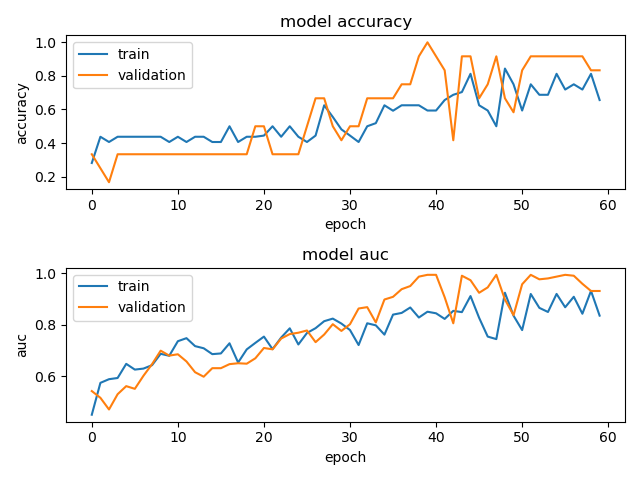 model accuracy
1.0
0.8
0.6
0.4
0.2
accuracy
train
validation
0 10 20 30 40 50 60
epoch
model auc
1.0
0.8
0.6
auc
train
validation
0 10 20 30 40 50 60
epoch